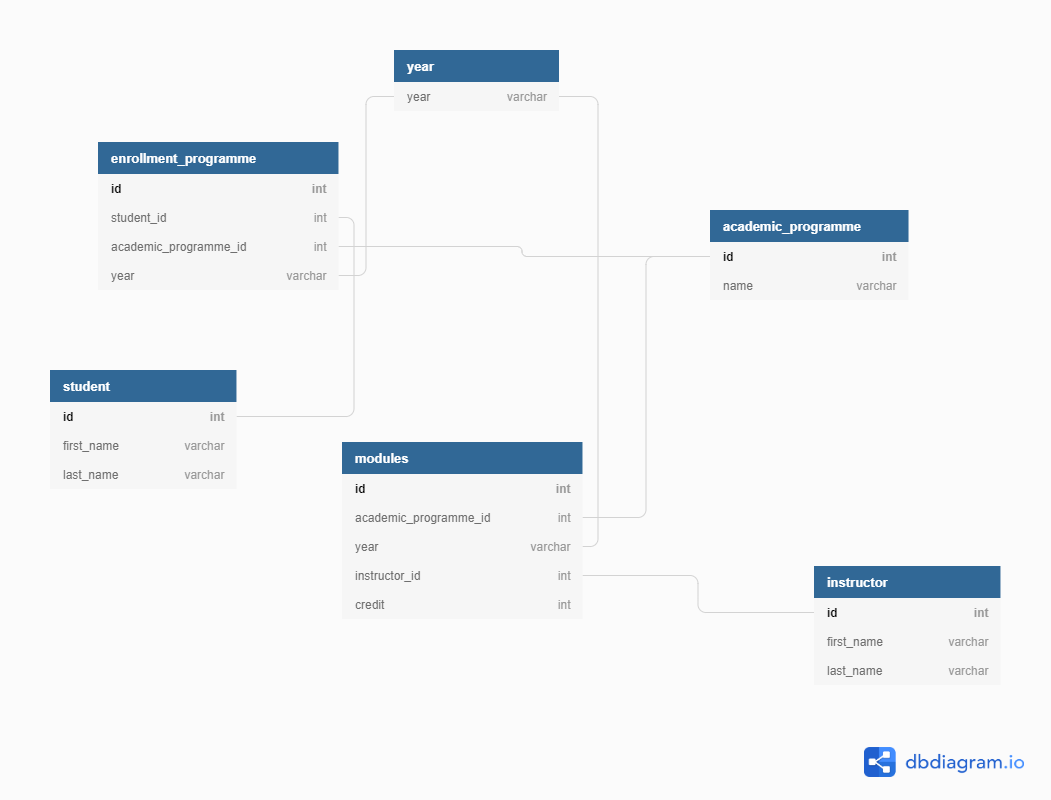 year
year varchar
enrollment_programme
id int
student_id int
academic_programme_id int
year varchar
academic_programme
id int
name varchar
student
id int
first_name varchar
last_name varchar
modules
id int
academic_programme_id int
year varchar
instructor_id int
credit int
instructor
id int
first_name varchar
last_name varchar
dbdiagram.io